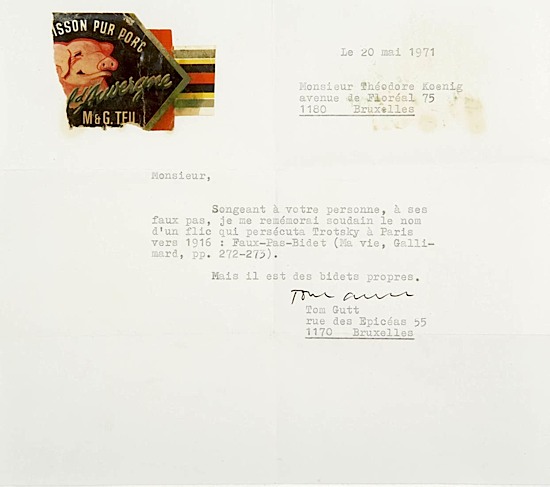 ISSON PUR PORC
d'Auvergne
M&G. TEU
Le 20 mai 1971
Monsieur Théodore Koenig
avenue de Floréal 75
1180 Bruxelles
Monsieur,
Songeant à votre personne, à ses
faux pas, je me remémorai soudain le nom
d'un flic qui persécuta Trotsky à Paris
vers 1916 : Faux-Pas-Bidet (Ma vie, Galli-
mard, pp. 272-273).
Mais il est des bidets propres.
Tom Gutt
rue des Epicéas 55
1170 Bruxelles